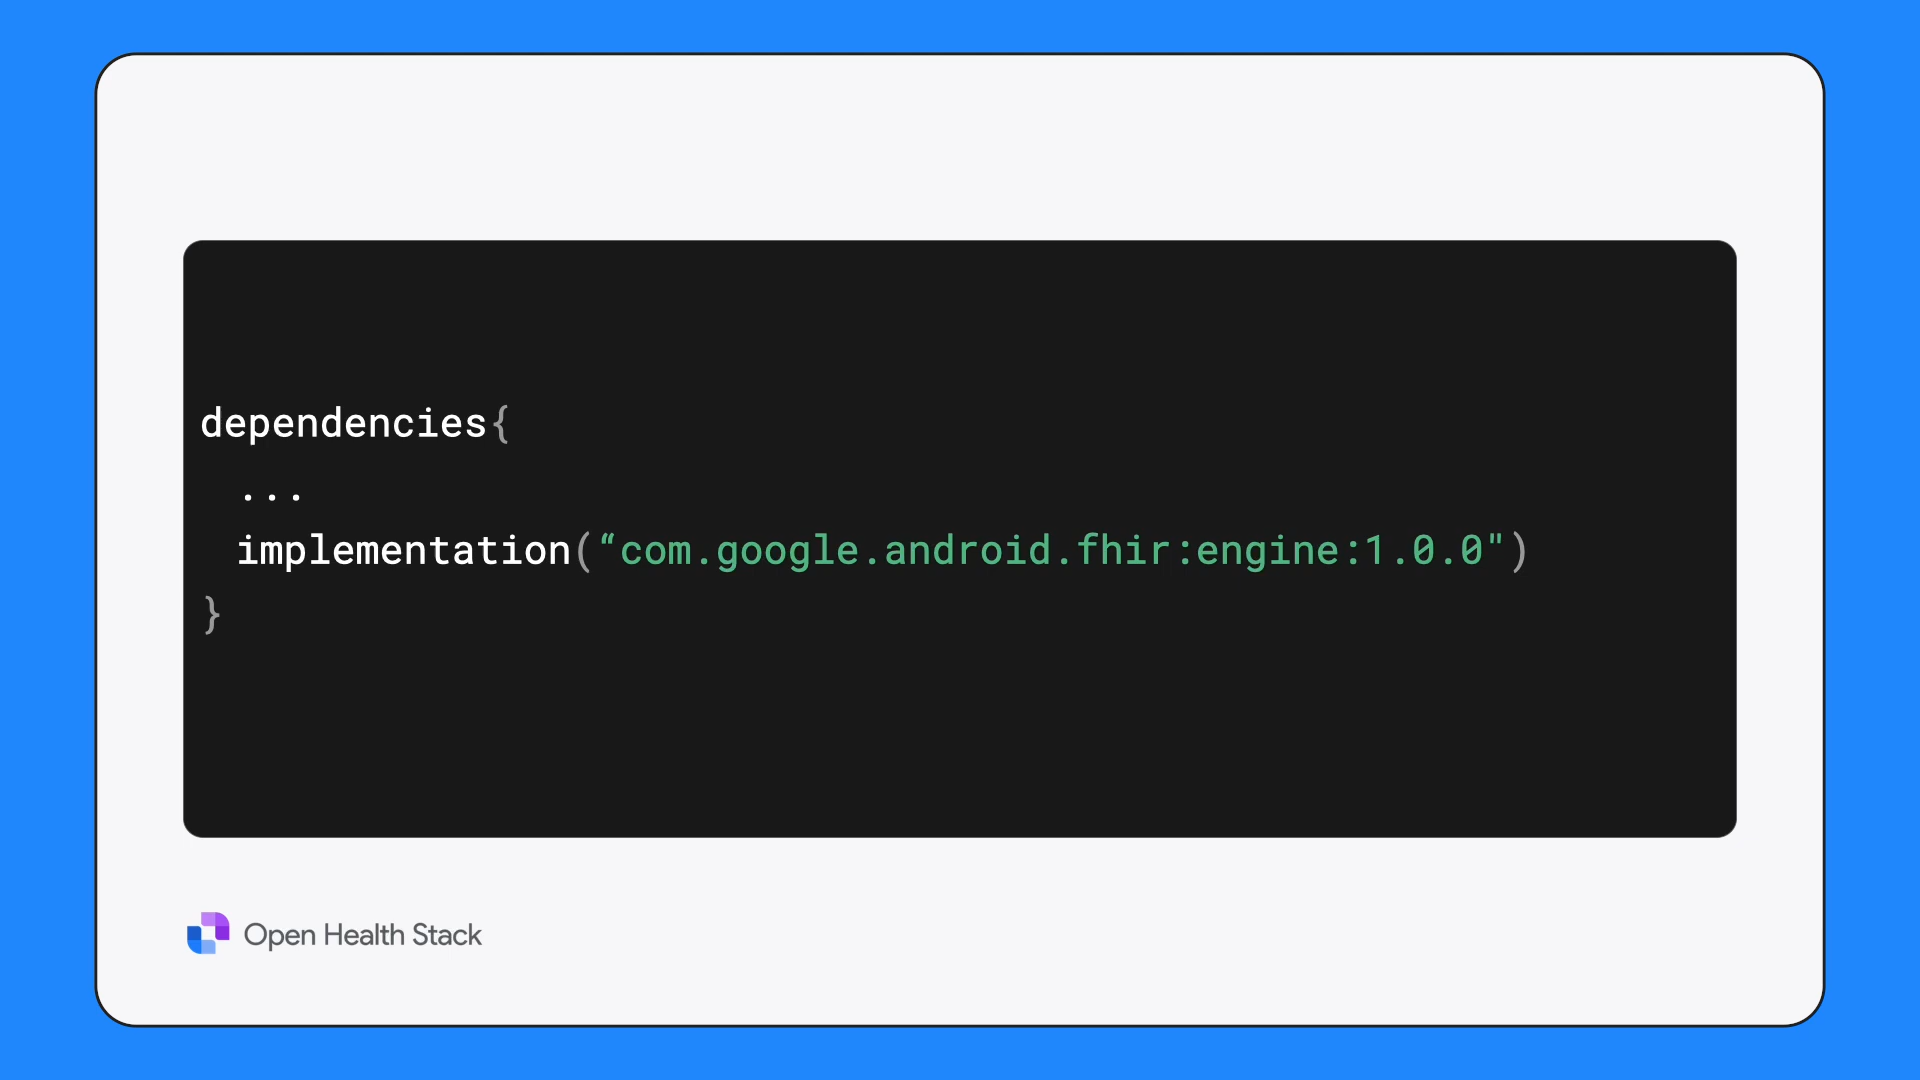 dependencies{
...
implementation(“com.google.android.fhir:engine:1.0.0")
}
Open Health Stack